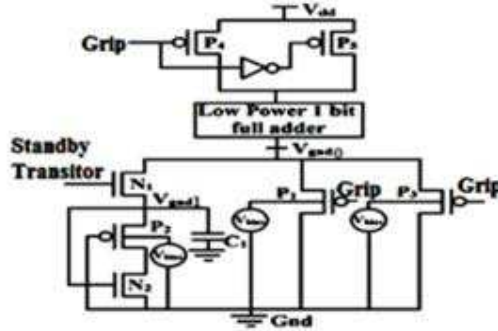 Vdd
Grip
P4
P5
Low Power 1 bit
full adder
Standby
Transitor
Vgnd0
N1
Vgnd1
P1
Grip
P3
Grip
P2
C1
N2
Gnd